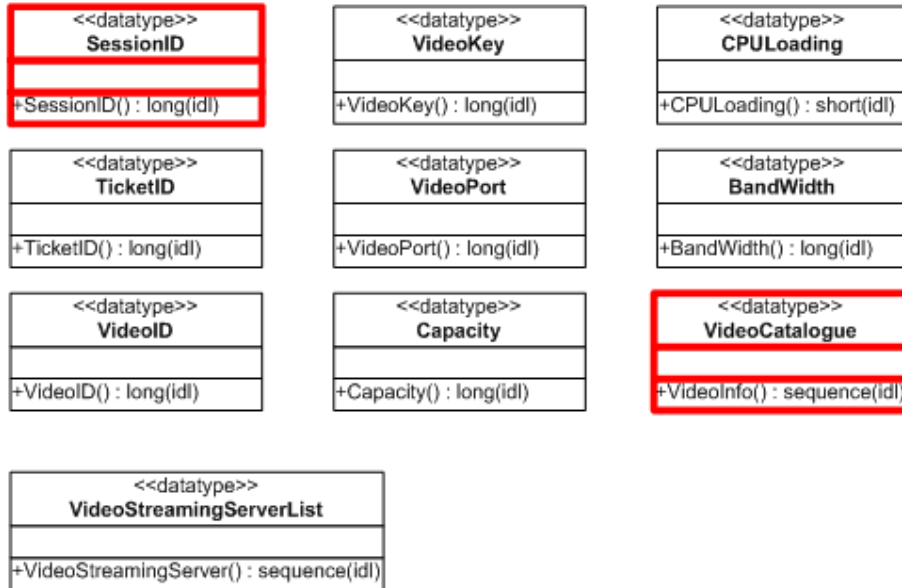 <<datatype>>
SessionID
+SessionID() : long(idl)
<<datatype>>
VideoKey
+VideoKey() : long(idl)
<<datatype>>
CPULoading
+CPULoading() : short(idl)
<<datatype>>
TicketID
+TicketID() : long(idl)
<<datatype>>
VideoPort
+VideoPort() : long(idl)
<<datatype>>
BandWidth
+BandWidth() : long(idl)
<<datatype>>
VideoID
+VideoID() : long(idl)
<<datatype>>
Capacity
+Capacity() : long(idl)
<<datatype>>
VideoCatalogue
+VideoInfo() : sequence(idl)
<<datatype>>
VideoStreamingServerList
+VideoStreamingServer() : sequence(idl)